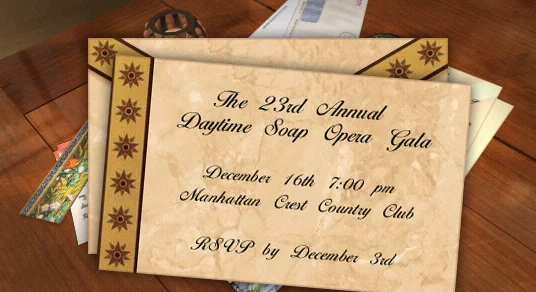 The 23rd Annual
Daytime Soap Opera Gala
December 16th 7:00 pm
Manhattan Crest Country Club
RSVP by December 3rd